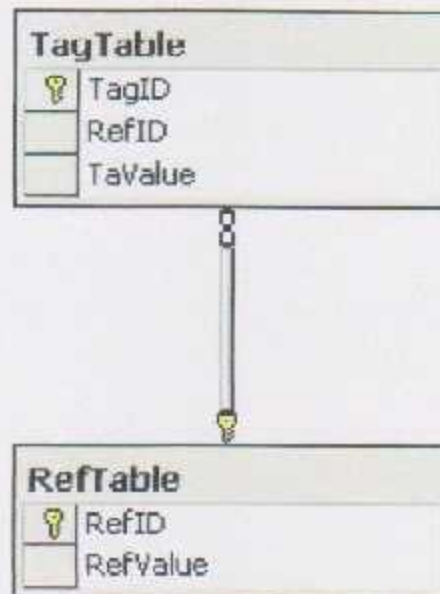 TagTable
TagID
RefID
TaValue
RefTable
RefID
RefValue